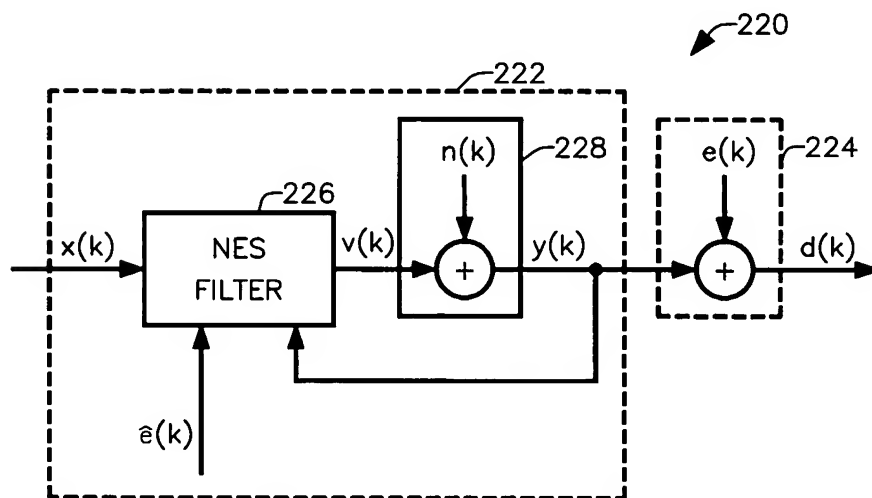 220
222
n(k)
228
e(k)
224
226
x(k)
NES
FILTER
v(k)
+
y(k)
+
d(k)
ê(k)